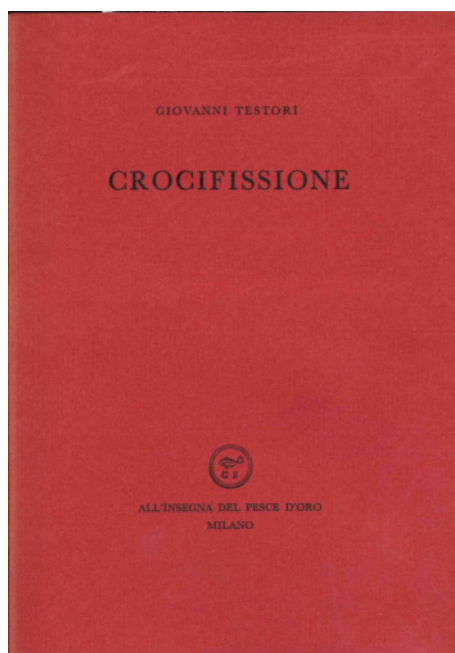 GIOVANNI TESTORI
CROCIFISSIONE
G S
ALL'INSEGNA DEL PESCE D'ORO
MILANO